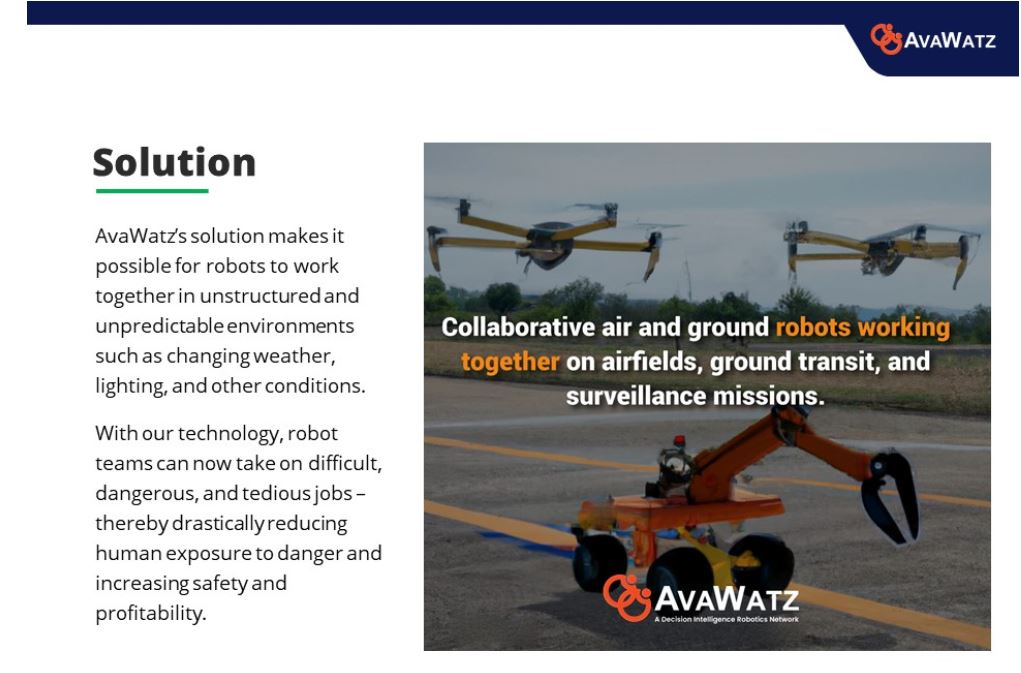 AVAWATZ
Solution
AvaWatz's solution makes it
possible for robots to work
together in unstructured and
unpredictable environments
such as changing weather,
lighting, and other conditions.
With our technology, robot
teams can now take on difficult,
dangerous, and tedious jobs –
thereby drastically reducing
human exposure to danger and
increasing safety and
profitability.
Collaborative air and ground robots working
together on airfields, ground transit, and
surveillance missions.
AVAWATZ
A Decision Intelligence Robotics Network